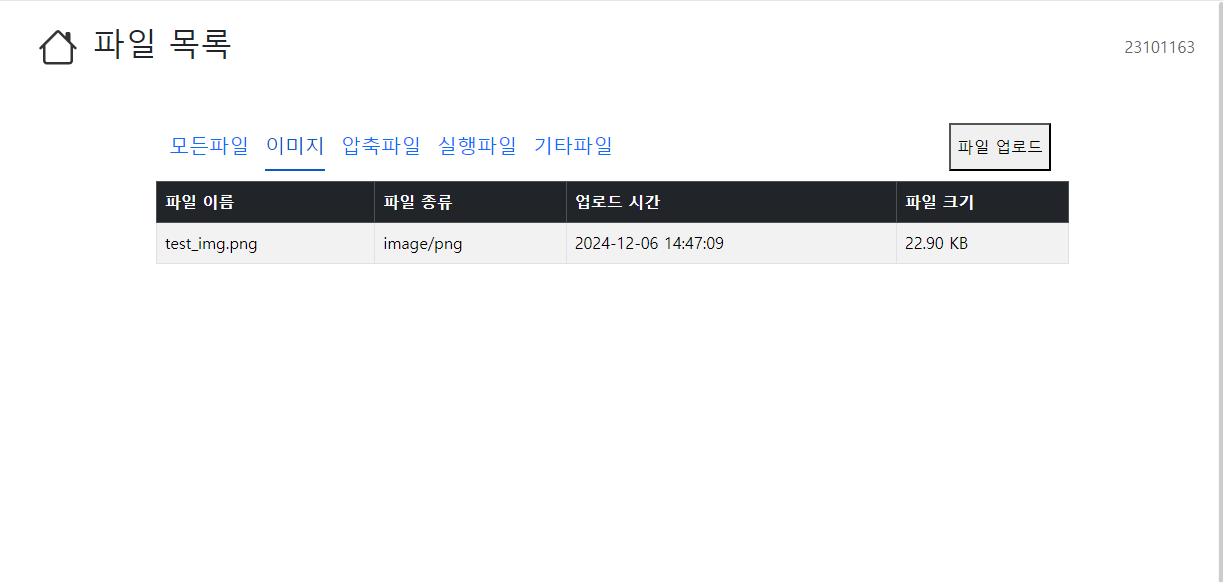 파일 목록
23101163
모든파일 이미지 압축파일 실행파일 기타파일
파일 업로드
파일 이름 파일 종류 업로드 시간 파일 크기
test_img.png image/png 2024-12-06 14:47:09 22.90 KB